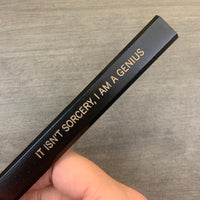 IT ISN'T SORCERY, I AM A GENIUS